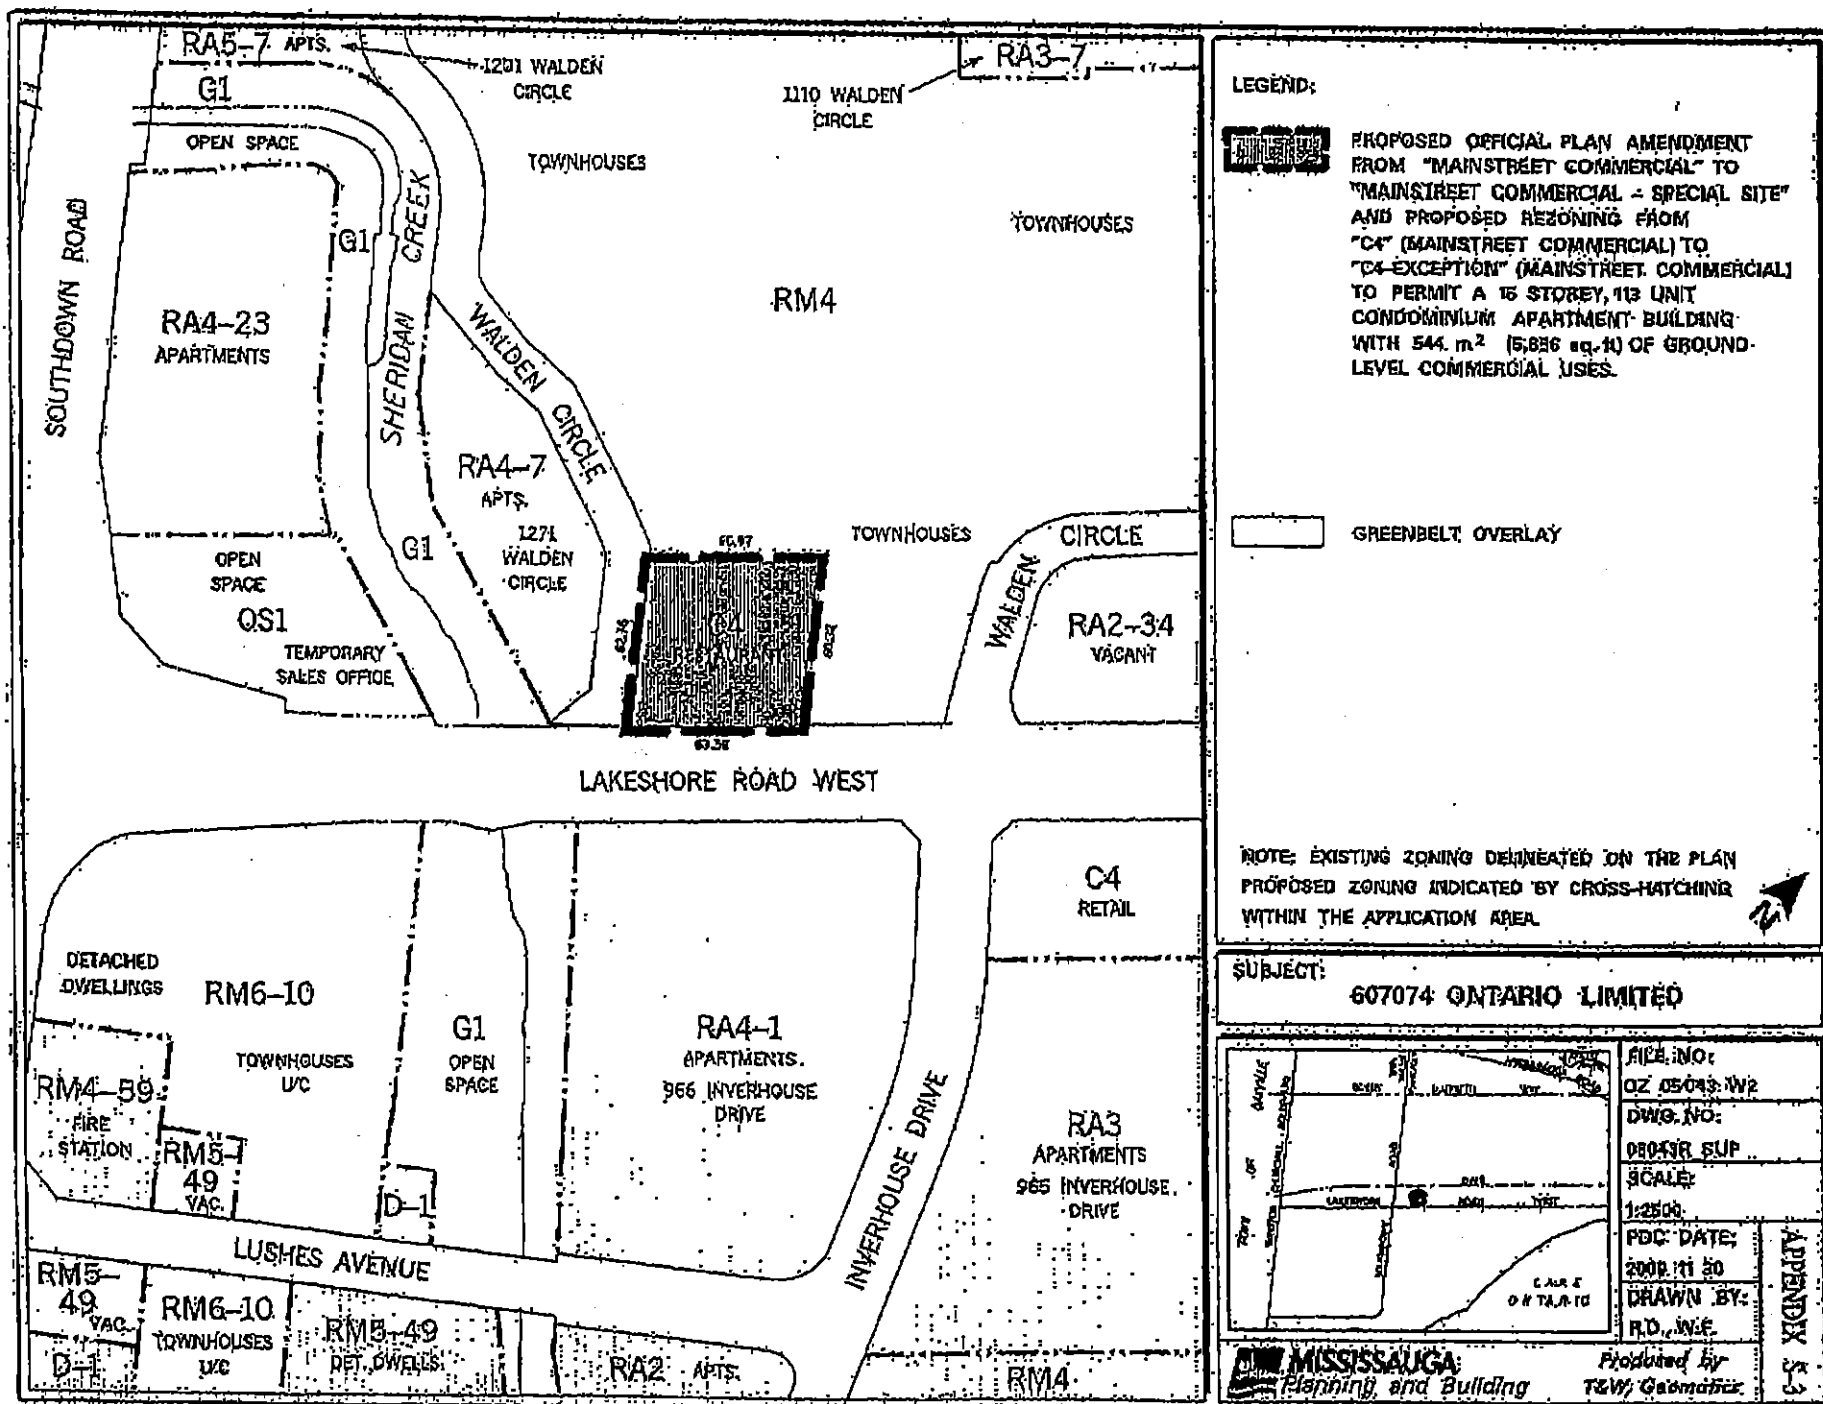 RA5-7 APTS.
1201 WALDEN
CIRCLE
G1
OPEN SPACE
1110 WALDEN
CIRCLE
RA3-7
TOWNHOUSES
TOWNHOUSES
SOUTHDOWN ROAD
G1
SHERIDAN CREEK
RA4-23
APARTMENTS
WALDEN CIRCLE
RM4
RA4-7
APTS.
1271
WALDEN
CIRCLE
G1
OPEN
SPACE
OS1
TEMPORARY
SALES OFFICE
TOWNHOUSES
WALDEN CIRCLE
RA2-34
VACANT
C4
RESTAURANT
LAKESHORE ROAD WEST
C4
RETAIL
DETACHED
DWELLINGS
RM6-10
TOWNHOUSES
U/C
G1
OPEN
SPACE
RA4-1
APARTMENTS.
966 INVERHOUSE
DRIVE
INVERHOUSE DRIVE
RA3
APARTMENTS
965 INVERHOUSE.
DRIVE
RM4-59
FIRE
STATION
RM5-
49
VAC.
D-1
LUSHES AVENUE
RM5-
49
VAC.
D-1
RM6-10
TOWNHOUSES
U/C
RM5-49
DET. DWELLS.
RA2 APTS.
RM4
LEGEND:
PROPOSED OFFICIAL PLAN AMENDMENT
FROM "MAINSTREET COMMERCIAL" TO
"MAINSTREET COMMERCIAL - SPECIAL SITE"
AND PROPOSED REZONING FROM
"C4" (MAINSTREET COMMERCIAL) TO
"C4-EXCEPTION" (MAINSTREET COMMERCIAL)
TO PERMIT A 15 STOREY, 113 UNIT
CONDOMINIUM APARTMENT BUILDING
WITH 544. m² (5,856 sq. ft) OF GROUND-
LEVEL COMMERCIAL USES.
GREENBELT OVERLAY
NOTE: EXISTING ZONING DELINEATED ON THE PLAN
PROPOSED ZONING INDICATED BY CROSS-HATCHING
WITHIN THE APPLICATION AREA.
SUBJECT:
607074 ONTARIO LIMITED
LAKE
ONTARIO
FILE NO:
OZ 05043 W2
DWG. NO:
05043R_SUP
SCALE:
1:2500
PDC DATE:
2009 11 30
DRAWN BY:
APPENDIX S-3
MISSISSAUGA
Planning and Building
Produced by
T&W, Geomatics